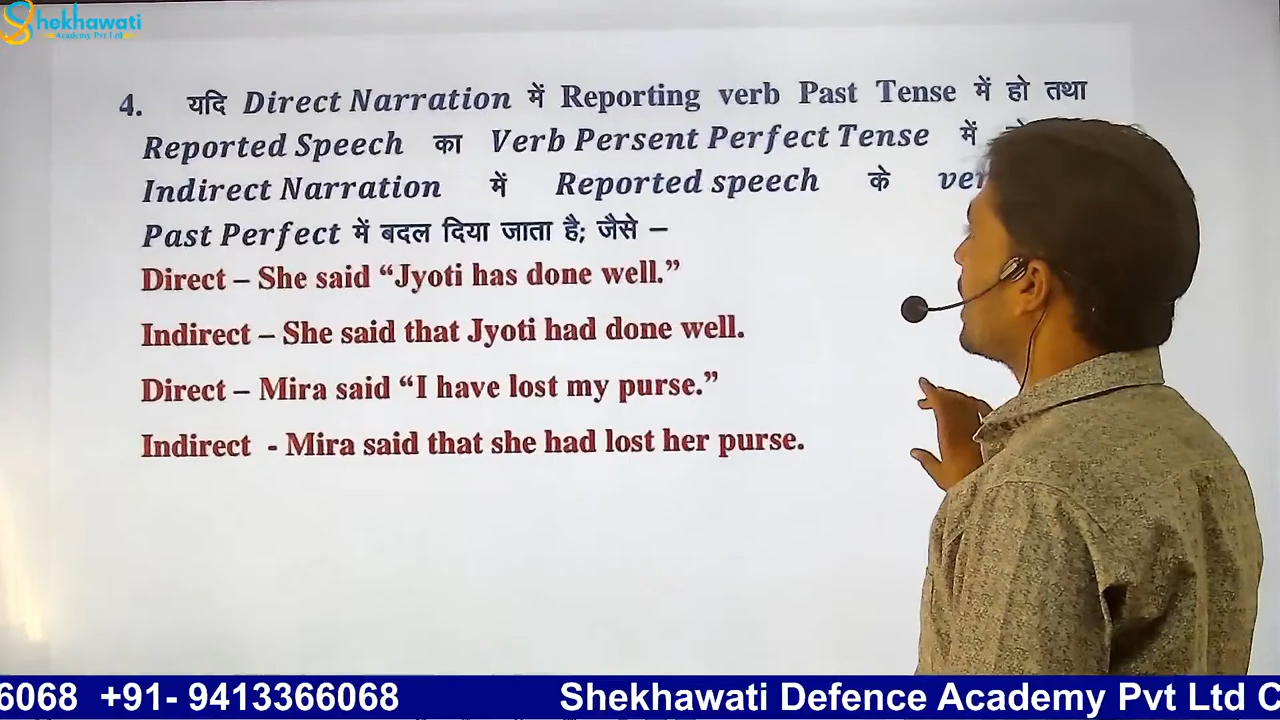 Shekhawati
Academy Pvt Ltd
4. यदि Direct Narration में Reporting verb Past Tense में हो तथा
Reported Speech का Verb Persent Perfect Tense में
Indirect Narration में Reported speech के
Past Perfect में बदल दिया जाता है; जैसे –
Direct – She said “Jyoti has done well.”
Indirect – She said that Jyoti had done well.
Direct – Mira said “I have lost my purse.”
Indirect - Mira said that she had lost her purse.
6068 +91- 9413366068 Shekhawati Defence Academy Pvt Ltd C